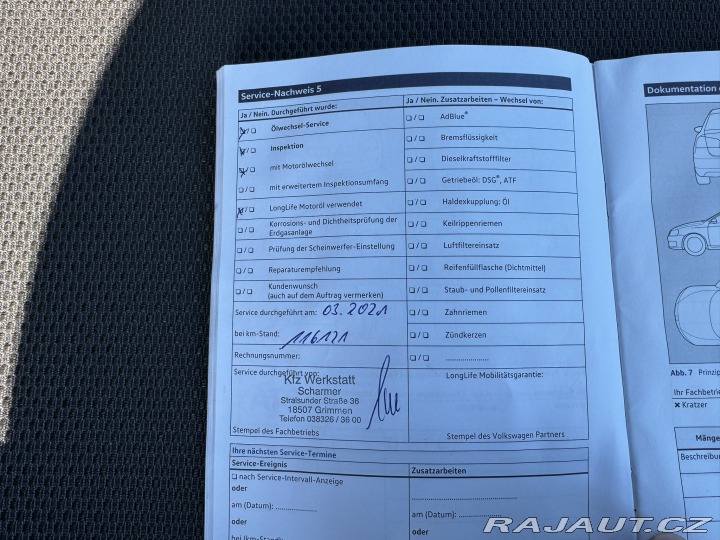 Service-Nachweis 5
Ja / Nein. Durchgeführt wurde:
Ölwechsel-Service
Inspektion
mit Motorölwechsel
mit erweitertem Inspektionsumfang
LongLife Motoröl verwendet
Korrosions- und Dichtheitsprüfung der
Erdgasanlage
Prüfung der Scheinwerfer-Einstellung
Reparaturempfehlung
Kundenwunsch
(auch auf dem Auftrag vermerken)
Service durchgeführt am: 03.2021
bei km-Stand: 116121
Rechnungsnummer:
Service durchgeführt von:
Kfz Werkstatt
Scharmer
Stralsunder Straße 36
18507 Grimmen
Telefon 038326 / 36 00
Stempel des Fachbetriebs
Ja / Nein. Zusatzarbeiten – Wechsel von:
AdBlue®
Bremsflüssigkeit
Dieselkraftstofffilter
Getriebeöl: DSG®, ATF
Haldexkupplung: Öl
Keilrippenriemen
Luftfiltereinsatz
Reifenfüllflasche (Dichtmittel)
Staub- und Pollenfiltereinsatz
Zahnriemen
Zündkerzen
LongLife Mobilitätsgarantie:
Stempel des Volkswagen Partners
Ihre nächsten Service-Termine
Service-Ereignis
Zusatzarbeiten
❏ nach Service-Intervall-Anzeige
oder
am (Datum):
am (Datum):
oder
oder
bei (km-Stand)
Dokumentation
Abb. 7 Prinzip
Ihr Fachbetrie
✖ Kratzer
Mänge
Beschreibu
RAJAUT.CZ